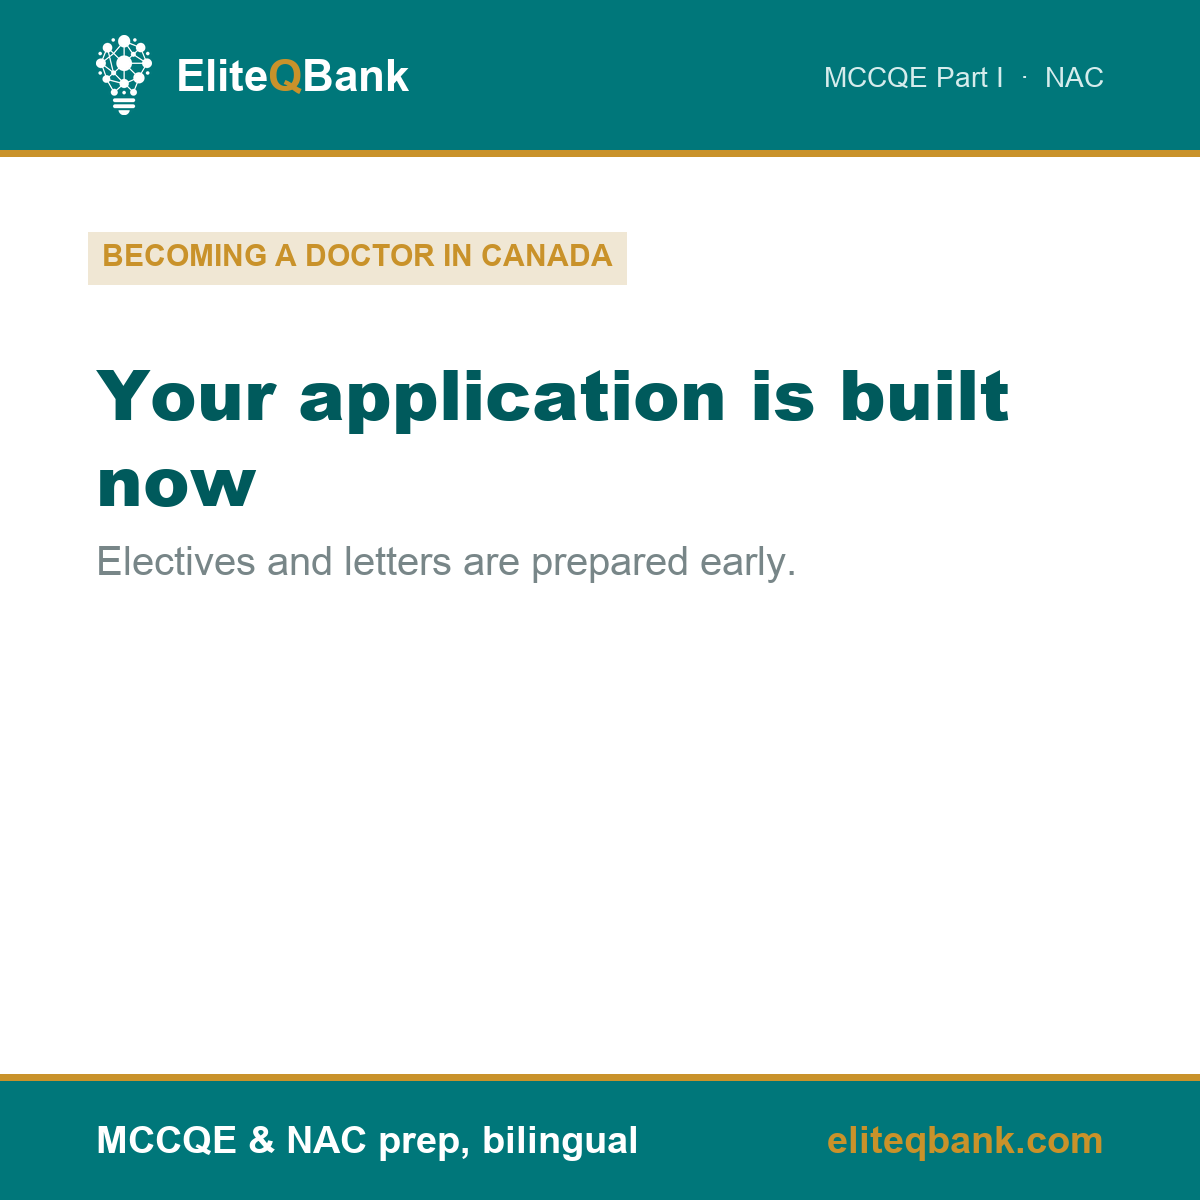 EliteQBank
MCCQE Part I · NAC
BECOMING A DOCTOR IN CANADA
Your application is built
now
Electives and letters are prepared early.
MCCQE & NAC prep, bilingual
eliteqbank.com